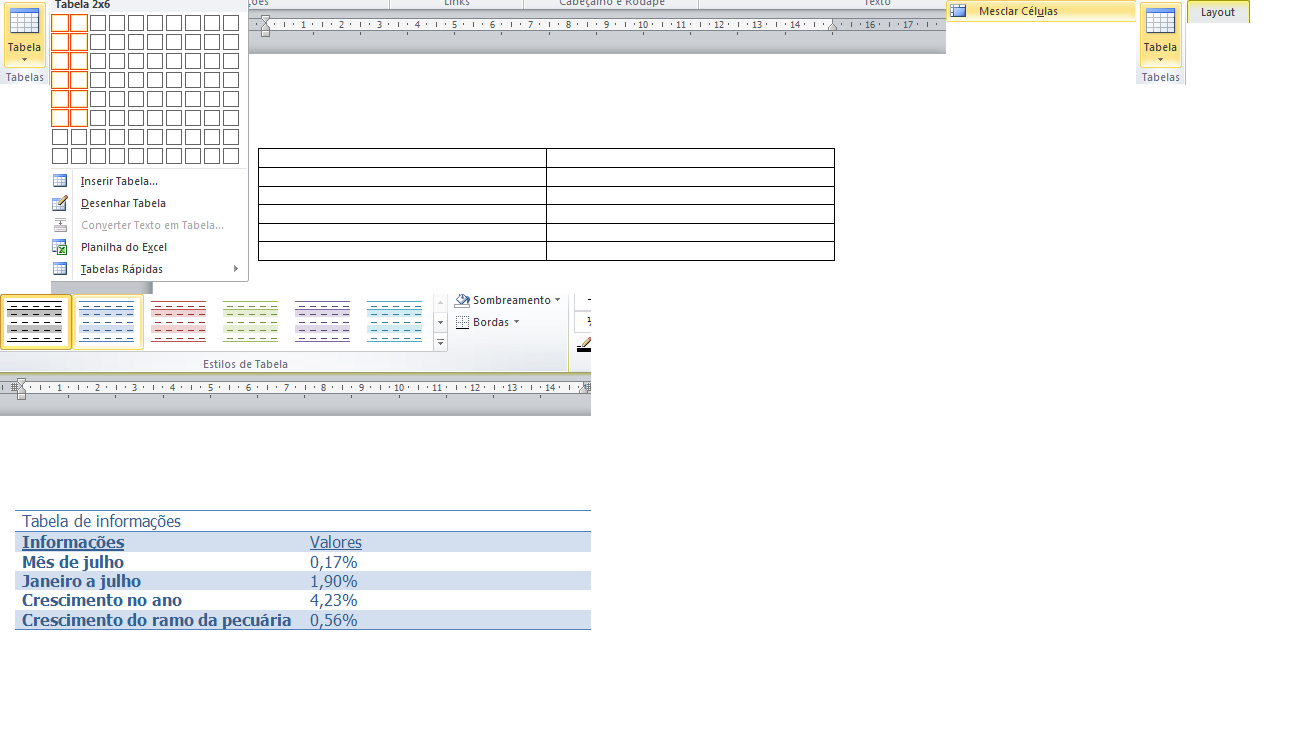 Tabela 2x6
ções
Links
Cabeçalho e Rodapé
Texto
Tabela
Tabelas
1 2 3 4 5 6 7 8 9 10 11 12 13 14 16 17
Mesclar Células
Tabela
Tabelas
Layout
Inserir Tabela...
Desenhar Tabela
Converter Texto em Tabela...
Planilha do Excel
Tabelas Rápidas
Sombreamento
Bordas
Estilos de Tabela
1 2 3 4 5 6 7 8 9 10 11 12 13 14
Tabela de informações
Informações Valores
Mês de julho 0,17%
Janeiro a julho 1,90%
Crescimento no ano 4,23%
Crescimento do ramo da pecuária 0,56%